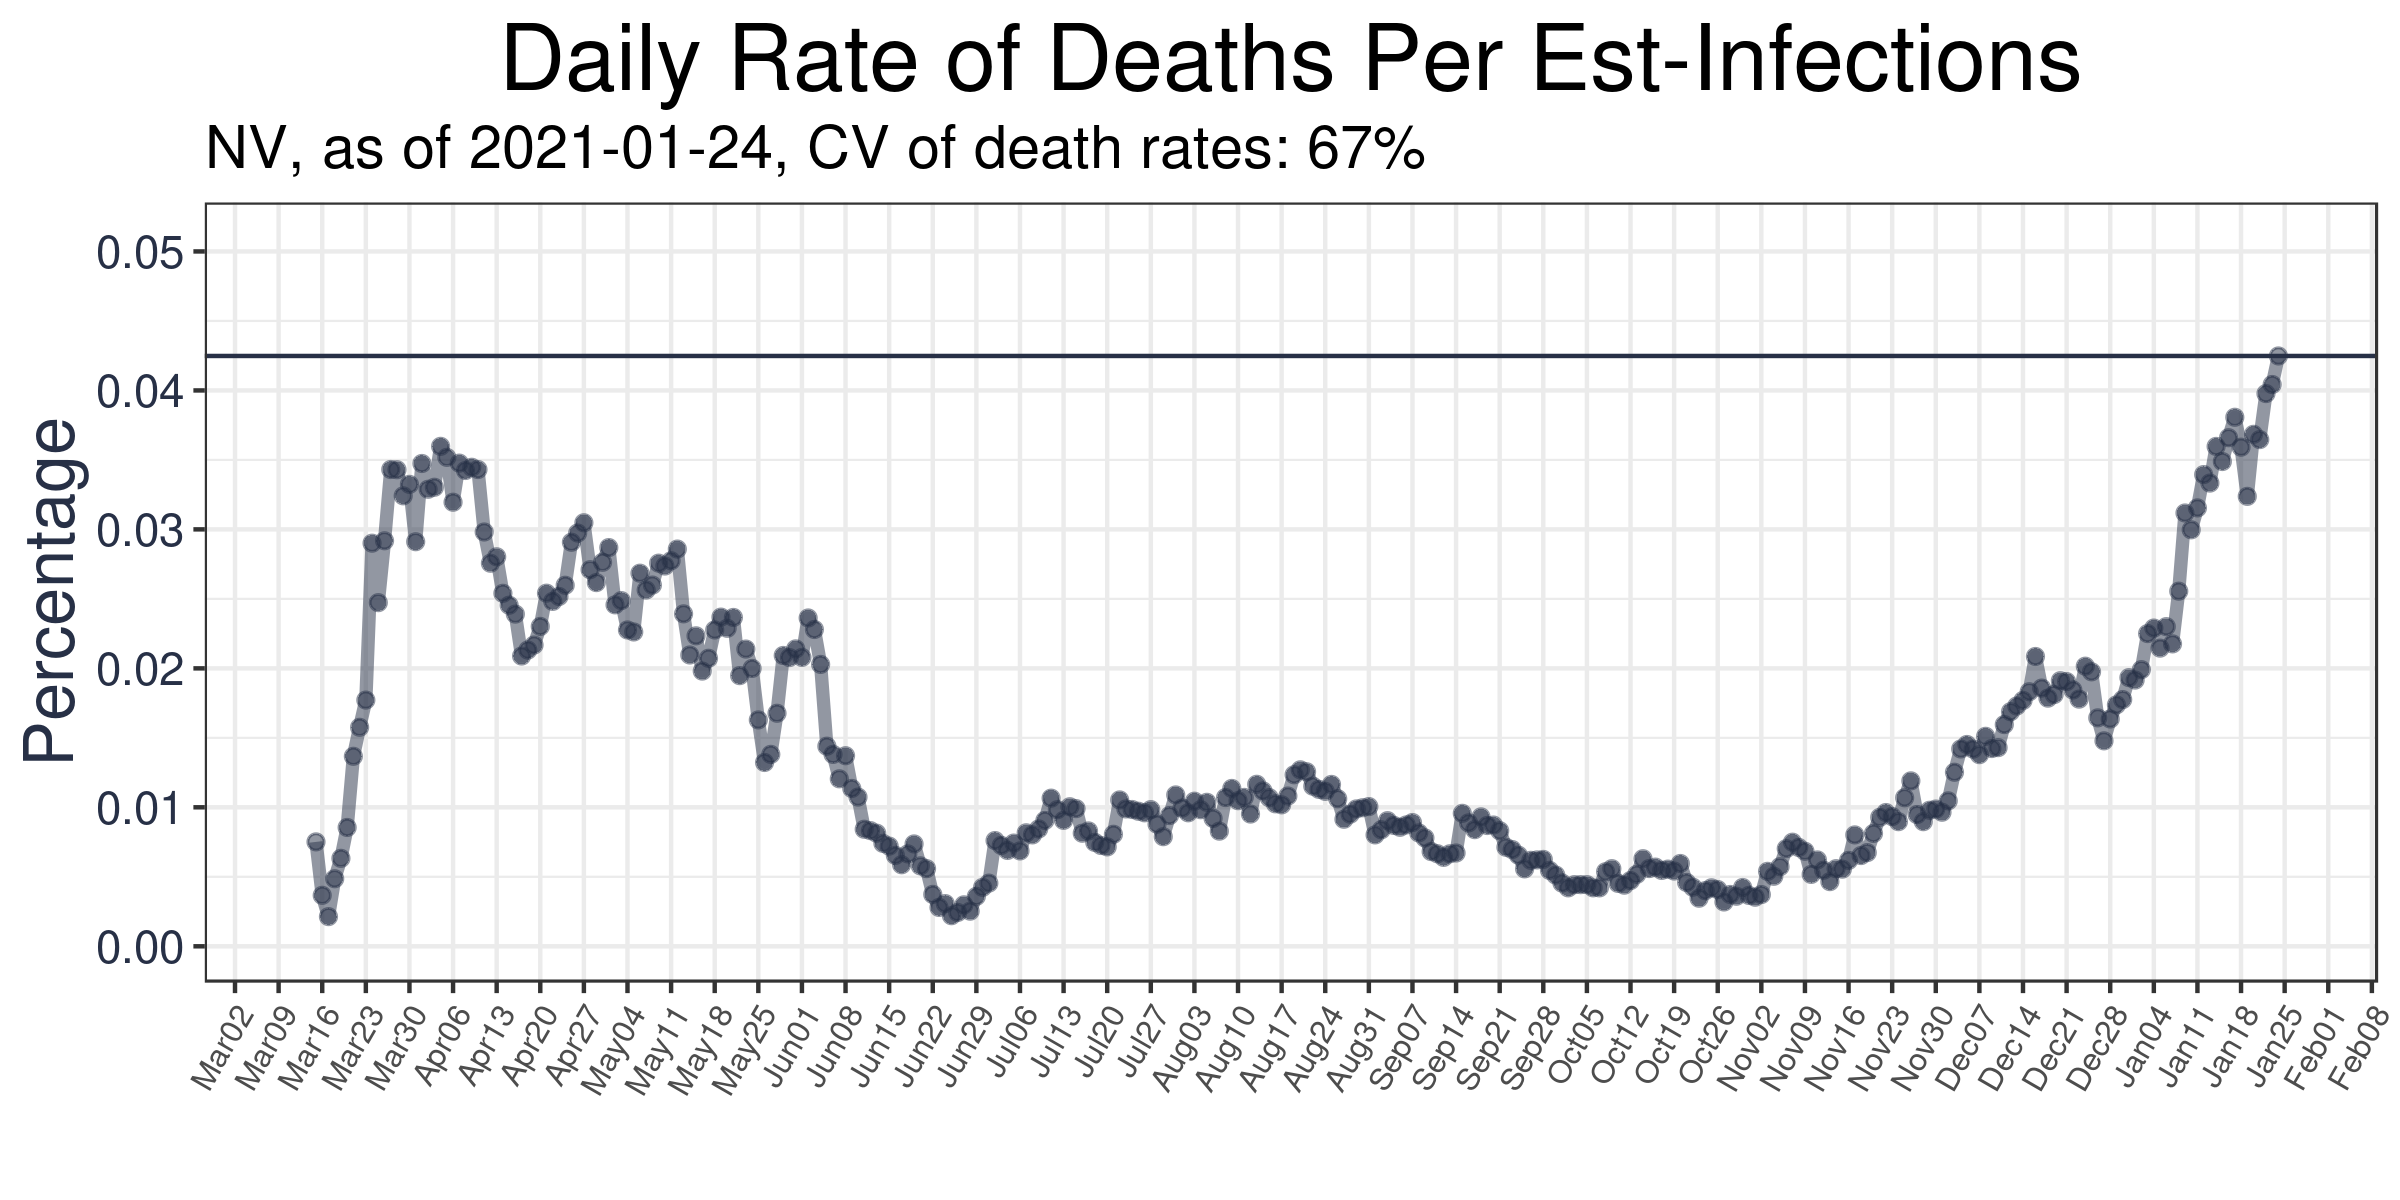 Daily Rate of Deaths Per Est-Infections
NV, as of 2021-01-24, CV of death rates: 67%
Percentage
0.05
0.04
0.03
0.02
0.01
0.00
Mar02
Mar09
Mar16
Mar23
Mar30
Apr06
Apr13
Apr20
Apr27
May04
May11
May18
May25
Jun01
Jun08
Jun15
Jun22
Jun29
Jul06
Jul13
Jul20
Jul27
Aug03
Aug10
Aug17
Aug24
Aug31
Sep07
Sep14
Sep21
Sep28
Oct05
Oct12
Oct19
Oct26
Nov02
Nov09
Nov16
Nov23
Nov30
Dec07
Dec14
Dec21
Dec28
Jan04
Jan11
Jan18
Jan25
Feb01
Feb08